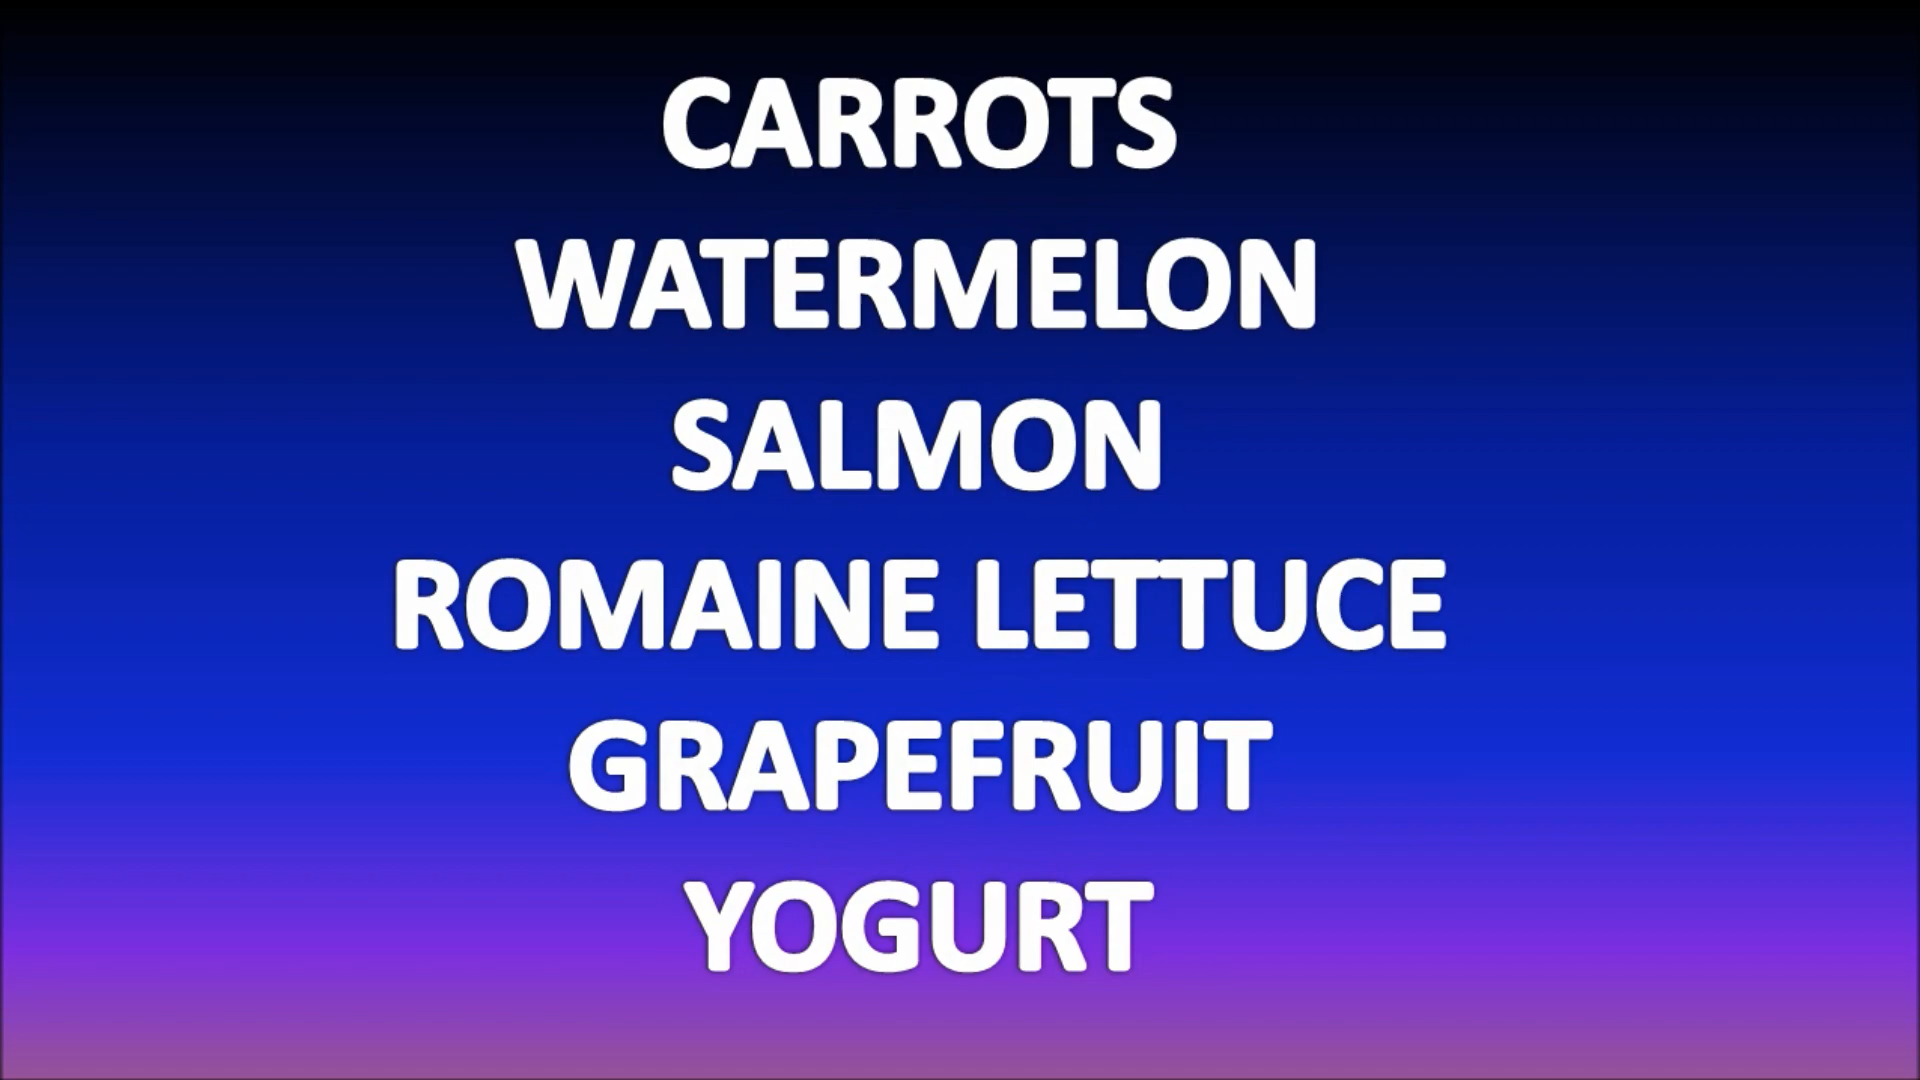 CARROTS
WATERMELON
SALMON
ROMAINE LETTUCE
GRAPEFRUIT
YOGURT